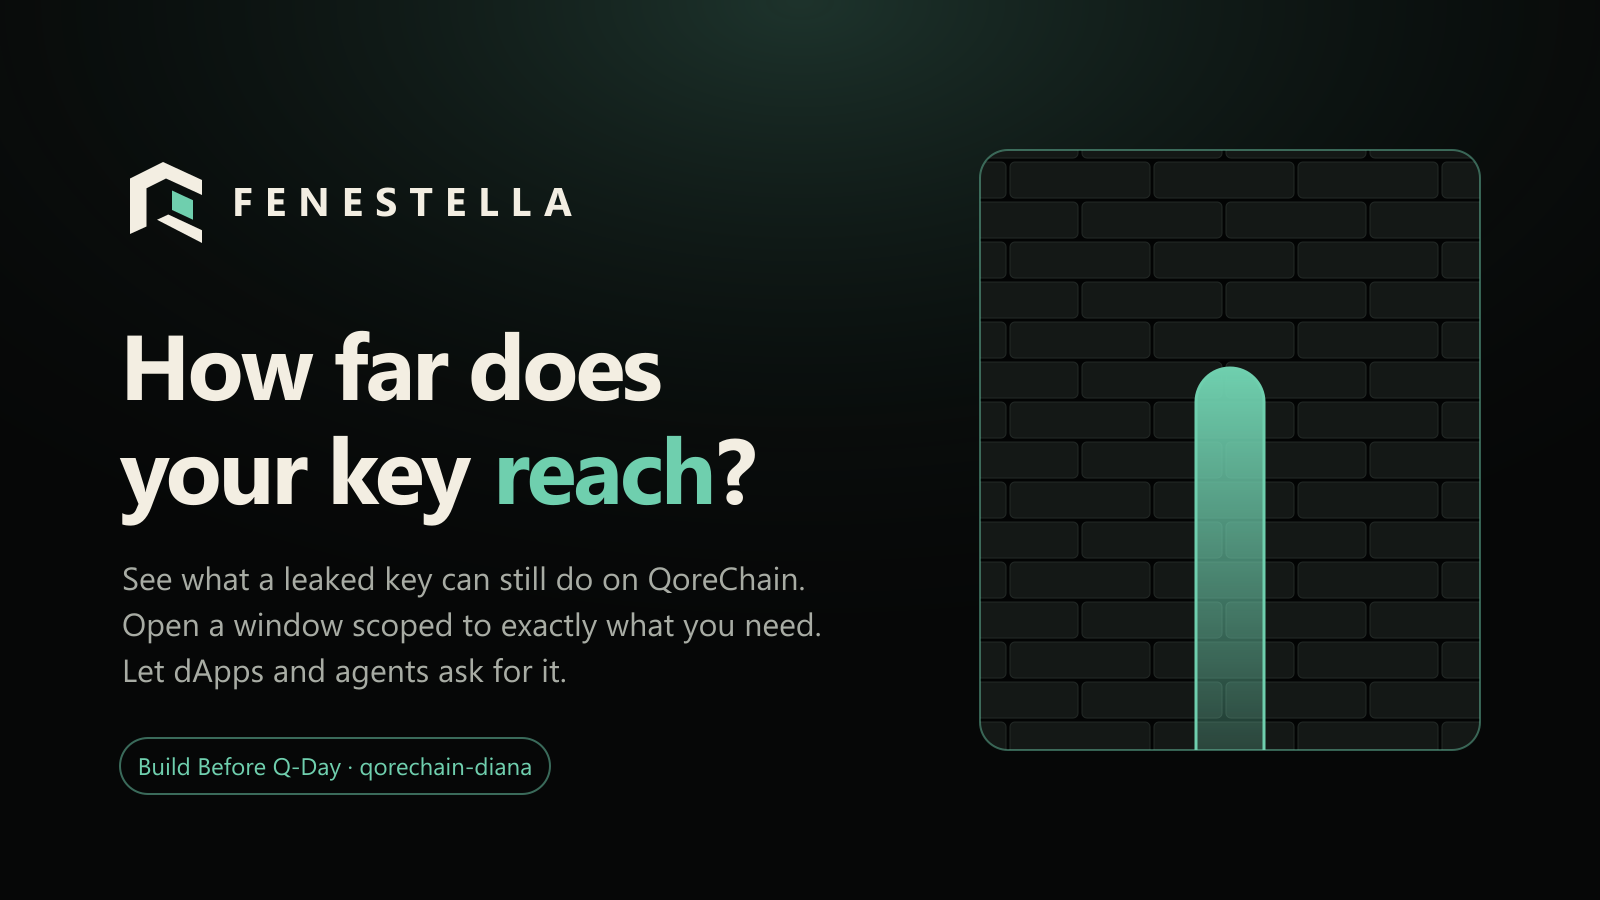 FENESTELLA
How far does
your key reach?
See what a leaked key can still do on QoreChain.
Open a window scoped to exactly what you need.
Let dApps and agents ask for it.
Build Before Q-Day · qorechain-diana